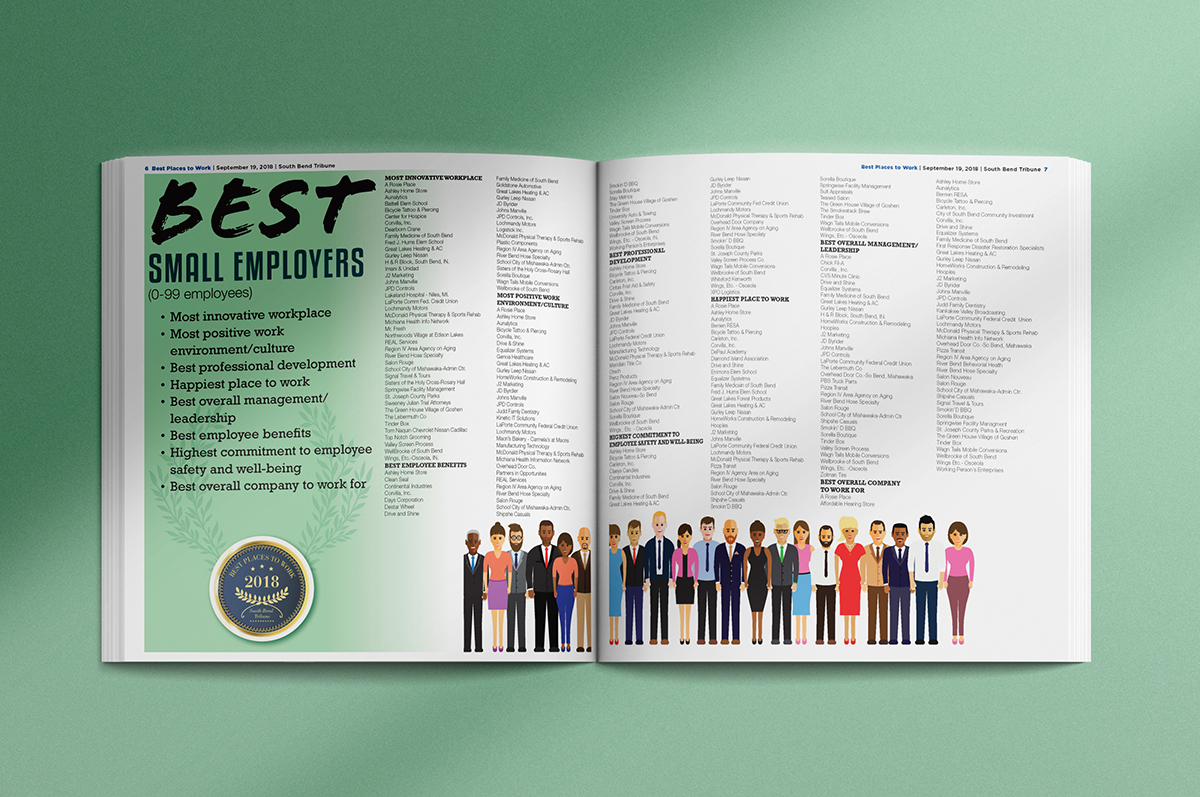 6 Best Places to Work | September 19, 2018 | South Bend Tribune
BEST
SMALL EMPLOYERS
(0-99 employees)
• Most innovative workplace
• Most positive work
environment/culture
• Best professional development
• Happiest place to work
• Best overall management/
leadership
• Best employee benefits
• Highest commitment to employee
safety and well-being
• Best overall company to work for
BEST PLACES TO WORK
2018
South Bend
Tribune
MOST INNOVATIVE WORKPLACE
A Rosie Place
Ashley Home Store
Aunalytics
Battell Elem School
Bicycle Tattoo & Piercing
Center for Hospice
Corvilla, Inc.
Dearborn Crane
Family Medicine of South Bend
Fred J. Hums Elem School
Great Lakes Heating & AC
Gurley Leep Nissan
H & R Block, South Bend, IN.
Imani & Unidad
J2 Marketing
Johns Manville
JPD Controls
Lakeland Hospital - Niles, MI.
LaPorte Comm Fed. Credit Union
Lochmandy Motors
McDonald Physical Therapy & Sports Rehab
Michiana Health Info Network
Mr. Fresh
Northwoods Village at Edison Lakes
REAL Services
Region IV Area Agency on Aging
River Bend Hose Specialty
Salon Rouge
School City of Mishawaka-Admin Ctr.
Signal Travel & Tours
Sisters of the Holy Cross-Rosary Hall
Springwise Facility Management
St. Joseph County Parks
Sweeney Julian Trial Attorneys
The Green House Village of Goshen
The Lebermuth Co
Tinder Box
Tom Naquin Chevrolet Nissan Cadillac
Top Notch Grooming
Valley Screen Process
Wellbrooke of South Bend
Wings, Etc.-Osceola, IN.
BEST EMPLOYEE BENEFITS
Ashley Home Store
Clean Seal
Continental Industries
Corvilla, Inc.
Days Corporation
Destar Wheel
Drive and Shine
Family Medicine of South Bend
Goldstone Automotive
Great Lakes Heating & AC
Gurley Leep Nissan
JD Byrider
Johns Manville
JPD Controls, Inc.
Lochmandy Motors
Logistick Inc.
McDonald Physical Therapy & Sports Rehab
Plastic Components
Region IV Area Agency on Aging
River Bend Hose Specialty
School City of Mishawaka-Admin Ctr.
Sisters of the Holy Cross-Rosary Hall
Sorella Boutique
Wagn Tails Mobile Conversions
Wellbrooke of South Bend
MOST POSITIVE WORK
ENVIRONMENT/CULTURE
A Rosie Place
Ashley Home Store
Aunalytics
Bicycle Tattoo & Piercing
Corvilla, Inc.
Drive & Shine
Equalizer Systems
Genoa Healthcare
Great Lakes Heating & AC
Gurley Leep Nissan
HomeWorks Construction & Remodeling
J2 Marketing
JD Byrider
Johns Manville
JPD Controls
Judd Family Dentistry
Kinetic IT Solutions
LaPorte Community Federal Credit Union
Lochmandy Motors
Macri's Bakery - Carmela's at Macris
Manufacturing Technology
McDonald Physical Therapy & Sports Rehab
Michiana Health Information Network
Overhead Door Co.
Partners in Opportunities
REAL Services
Region IV Area Agency on Aging
River Bend Hose Specialty
Salon Rouge
School City of Mishawaka-Admin Ctr.
Shipshe Casuals
Best Places to Work | September 19, 2018 | South Bend Tribune 7
Smokin' D BBQ
Sorella Boutique
Stay Metrics
The Green House Village of Goshen
Tinder Box
University Auto & Towing
Valley Screen Process
Wagn Tails Mobile Conversions
Wellbrooke of South Bend
Wings, Etc. - Osceola, IN
Working Person's Enterprises
BEST PROFESSIONAL
DEVELOPMENT
Ashley Home Store
Bicycle Tattoo & Piercing
Carleton, Inc.
Cintas First Aid & Safety
Corvilla, Inc.
Drive & Shine
Family Medicine of South Bend
Great Lakes Heating & AC
JD Byrider
Johns Manville
JPD Controls
LaPorte Federal Credit Union
Lochmandy Motors
Manufacturing Technology
McDonald Physical Therapy & Sports Rehab
Meridian Title Co
Oreth
Penz Products
Region IV Area Agency on Aging
River Bend Hose Specialty
Salon Nouveau-So Bend
Salon Rouge
School City of Mishawaka-Admin Ctr.
Sorella Boutique
Wellbrooke of South Bend
Wings, Etc. - Osceola
HIGHEST COMMITMENT TO
EMPLOYEE SAFETY AND WELL-BEING
Ashley Home Store
Bicycle Tattoo & Piercing
Carleton, Inc.
Classy Candies
Continental Industries
Corvilla, Inc.
Drive & Shine
Family Medicine of South Bend
Great Lakes Heating & AC
Gurley Leep Nissan
JD Byrider
Johns Manville
JPD Controls
LaPorte Community Fed Credit Union
Lochmandy Motors
McDonald Physical Therapy & Sports Rehab
Overhead Door Company
Region IV Area Agency on Aging
River Bend Hose Specialty
Smokin' D BBQ
Sorella Boutique
St. Joseph County Parks
Valley Screen Process Co.
Wagn Tails Mobile Conversions
Wellbrooke of South Bend
Whiteford Kenworth
Wings, Etc. - Osceola
XPO Logistics
HAPPIEST PLACE TO WORK
A Rosie Place
Ashley Home Store
Aunalytics
Berrien RESA
Bicycle Tattoo & Piercing
Carleton, Inc.
Corvilla, Inc.
DePaul Academy
Diamond Island Association
Drive and Shine
Emmons Elem School
Equalizer Systems
Family Medicine of South Bend
Fred J. Hums Elem School
Great Lakes Forest Products
Great Lakes Heating & AC
Gurley Leep Nissan
HomeWorks Construction & Remodeling
Hooples
J2 Marketing
Johns Manville
LaPorte Community Federal Credit Union
Lochmandy Motors
McDonald Physical Therapy & Sports Rehab
Pizza Transit
Region IV Area Agency on Aging
River Bend Hose Specialty
Salon Rouge
School City of Mishawaka-Admin Ctr.
Shipshe Casuals
Smokin' D BBQ
Sorella Boutique
Springwise Facility Management
Suit Appraisals
Teased Salon
The Green House Village of Goshen
The Smokestack Brew
Tinder Box
Wagn Tails Mobile Conversions
Wellbrooke of South Bend
Wings, Etc. - Osceola
BEST OVERALL MANAGEMENT/
LEADERSHIP
A Rosie Place
Chick Fil-A
Corvilla, Inc.
CVS Minute Clinic
Drive and Shine
Equalizer Systems
Family Medicine of South Bend
Great Lakes Heating & AC
Gurley Leep Nissan
H & R Block, South Bend, IN.
HomeWorks Construction & Remodeling
Hooples
J2 Marketing
JD Byrider
Johns Manville
JPD Controls
LaPorte Community Federal Credit Union
Lochmandy Motors
Overhead Door Co.-So Bend, Mishawaka
PBS Truck Parts
Pizza Transit
Region IV Area Agency on Aging
River Bend Hose Specialty
Salon Rouge
School City of Mishawaka-Admin Ctr
Shipshe Casuals
Smokin' D BBQ
Sorella Boutique
Tinder Box
Valley Screen Process
Wagn Tails Mobile Conversions
Wellbrooke of South Bend
Wings, Etc. -Osceola
Zolman Tire
BEST OVERALL COMPANY
TO WORK FOR
A Rosie Place
Affordable Hearing Store
Ashley Home Store
Aunalytics
Berrien RESA
Bicycle Tattoo & Piercing
Carleton, Inc.
City of South Bend Community Investment
Corvilla, Inc.
Drive and Shine
Equalizer Systems
Family Medicine of South Bend
First Response Disaster Restoration Specialists
Great Lakes Heating & AC
Gurley Leep Nissan
HomeWorks Construction & Remodeling
Hooples
J2 Marketing
JD Byrider
Johns Manville
JPD Controls
Judd Family Dentistry
Kankakee Valley Broadcasting
LaPorte Community Federal Credit Union
Lochmandy Motors
McDonald Physical Therapy & Sports Rehab
Michiana Health Info Network
Overhead Door Co. -So Bend, Mishawaka
Pizza Transit
Region IV Area Agency on Aging
River Bend Behavioral Health
River Bend Hose Specialty
Salon Nouveau
Salon Rouge
School City of Mishawaka-Admin Ctr
Shipshe Casuals
Signal Travel & Tours
Smokin' D BBQ
Sorella Boutique
Springwise Facility Managment
St. Joseph County Parks & Recreation
The Green House Village of Goshen
Tinder Box
Wagn Tails Mobile Conversions
Wellbrooke of South Bend
Wings Etc. -Osceola
Working Person's Enterprises